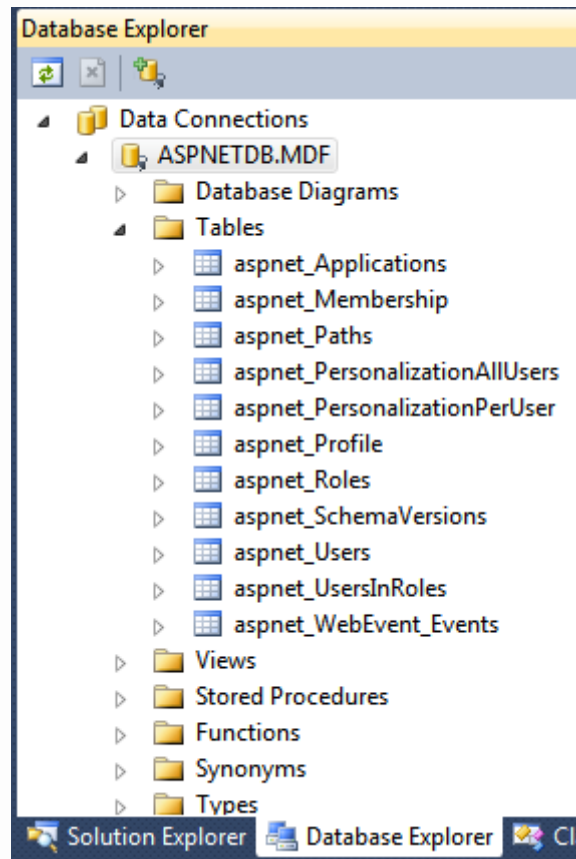 Database Explorer
Data Connections
ASPNETDB.MDF
Database Diagrams
Tables
aspnet_Applications
aspnet_Membership
aspnet_Paths
aspnet_PersonalizationAllUsers
aspnet_PersonalizationPerUser
aspnet_Profile
aspnet_Roles
aspnet_SchemaVersions
aspnet_Users
aspnet_UsersInRoles
aspnet_WebEvent_Events
Views
Stored Procedures
Functions
Synonyms
Types
Solution Explorer Database Explorer Cl